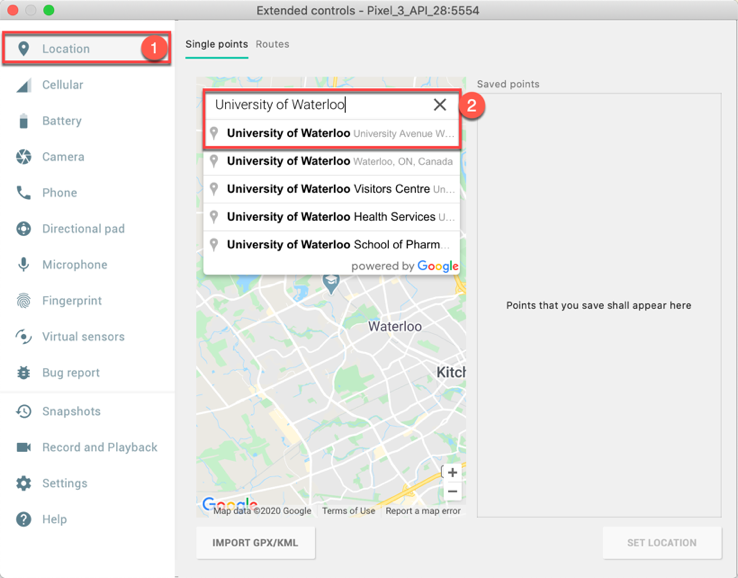 Extended controls - Pixel_3_API_28:5554
Location
1
Cellular
Battery
Camera
Phone
Directional pad
Microphone
Fingerprint
Virtual sensors
Bug report
Snapshots
Record and Playback
Settings
Help
Single points Routes
University of Waterloo
2
University of Waterloo University Avenue W...
University of Waterloo Waterloo, ON, Canada
University of Waterloo Visitors Centre Un...
University of Waterloo Health Services U...
University of Waterloo School of Pharm...
powered by Google
Waterloo
Kitch
+
−
Google
Map data ©2020 Google Terms of Use Report a map error
IMPORT GPX/KML
Saved points
Points that you save shall appear here
SET LOCATION